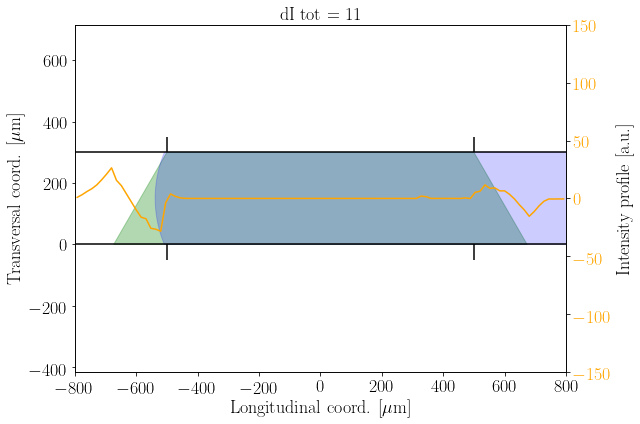 dI tot = 11
Transversal coord. [μm]
600
400
200
0
−200
−400
150
100
50
0
−50
−100
−150
Intensity profile [a.u.]
−800 −600 −400 −200 0 200 400 600 800
Longitudinal coord. [μm]